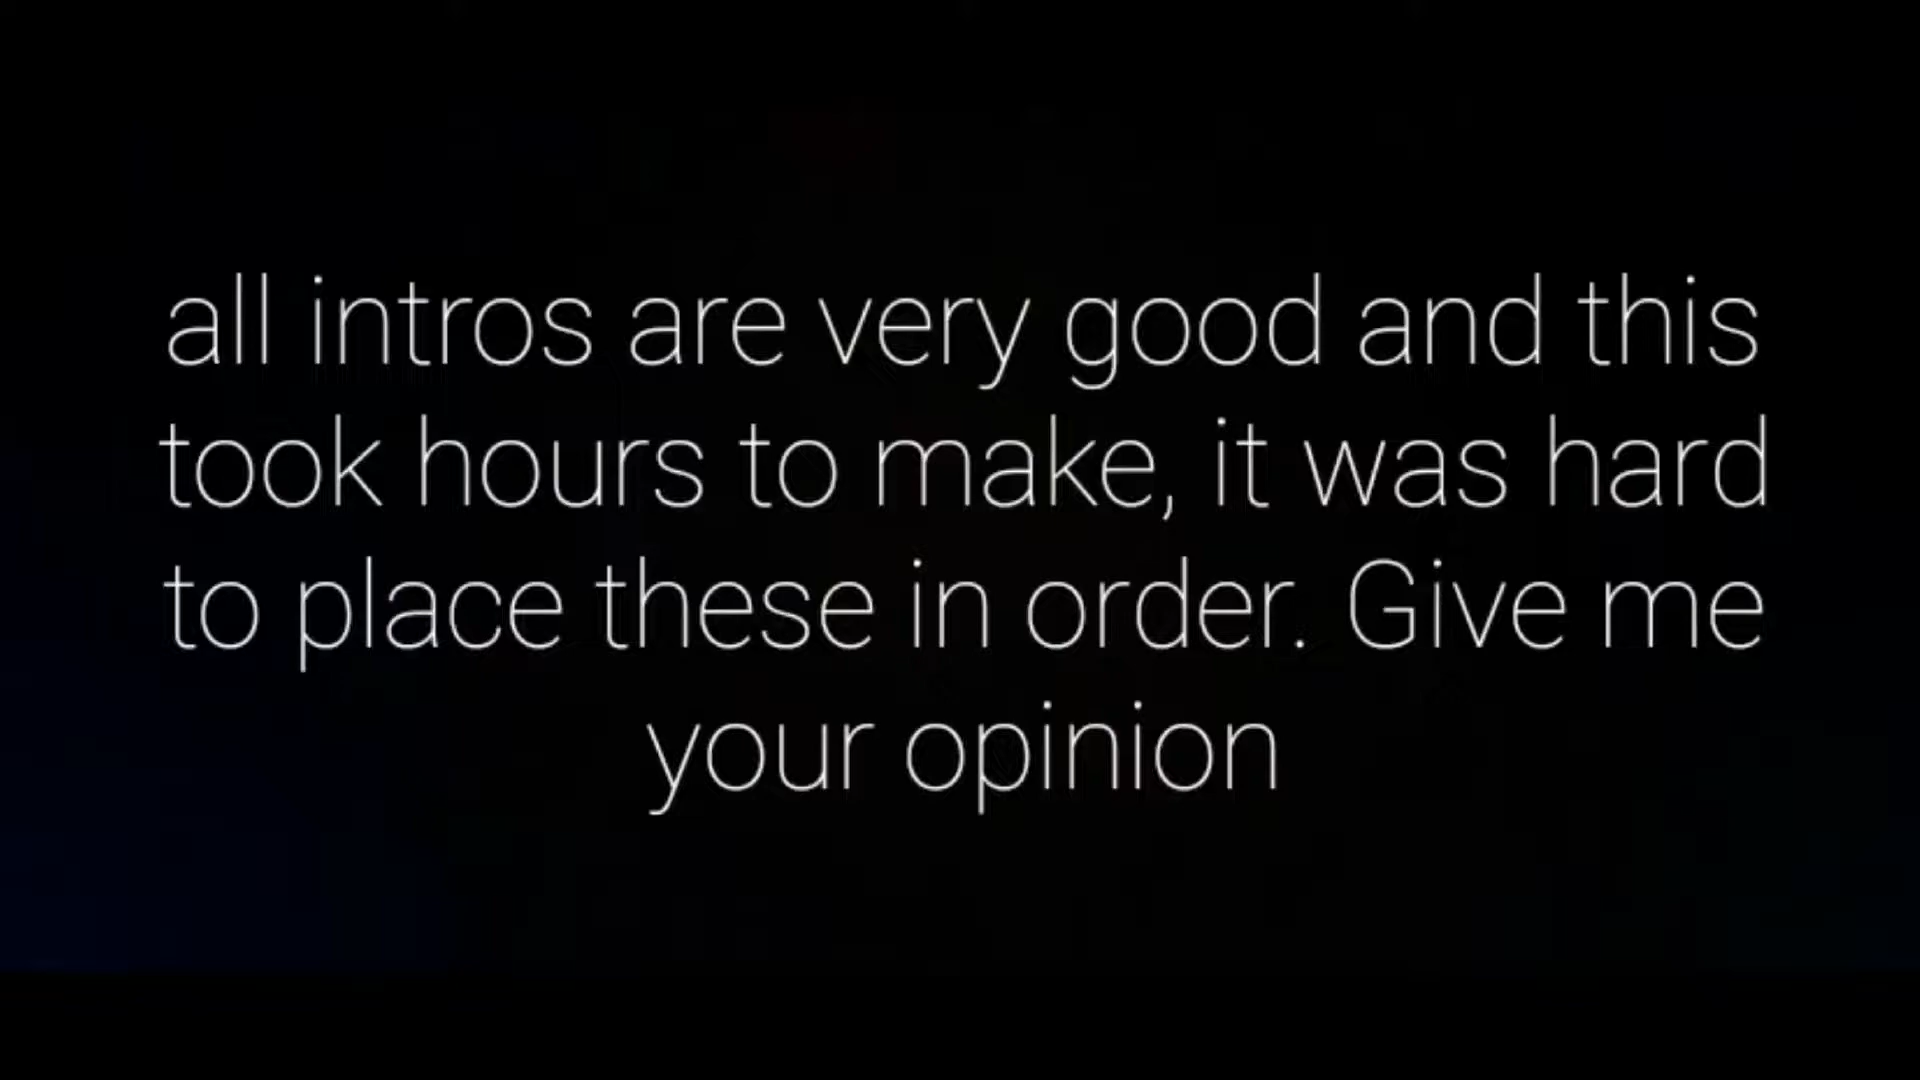 all intros are very good and this
took hours to make, it was hard
to place these in order. Give me
your opinion